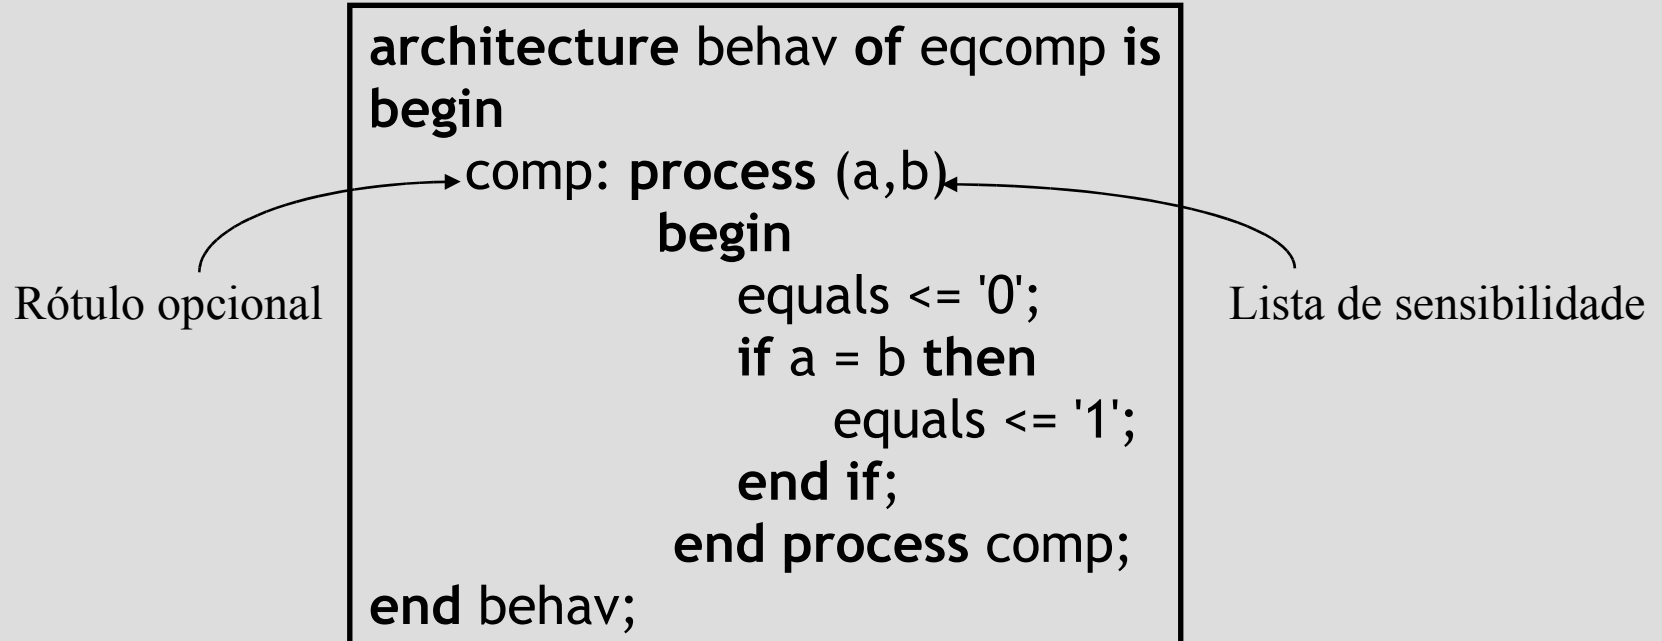 architecture behav of eqcomp is
begin
comp: process (a,b)
begin
Rótulo opcional
equals <= '0';
Lista de sensibilidade
if a = b then
equals <= '1';
end if;
end process comp;
end behav;